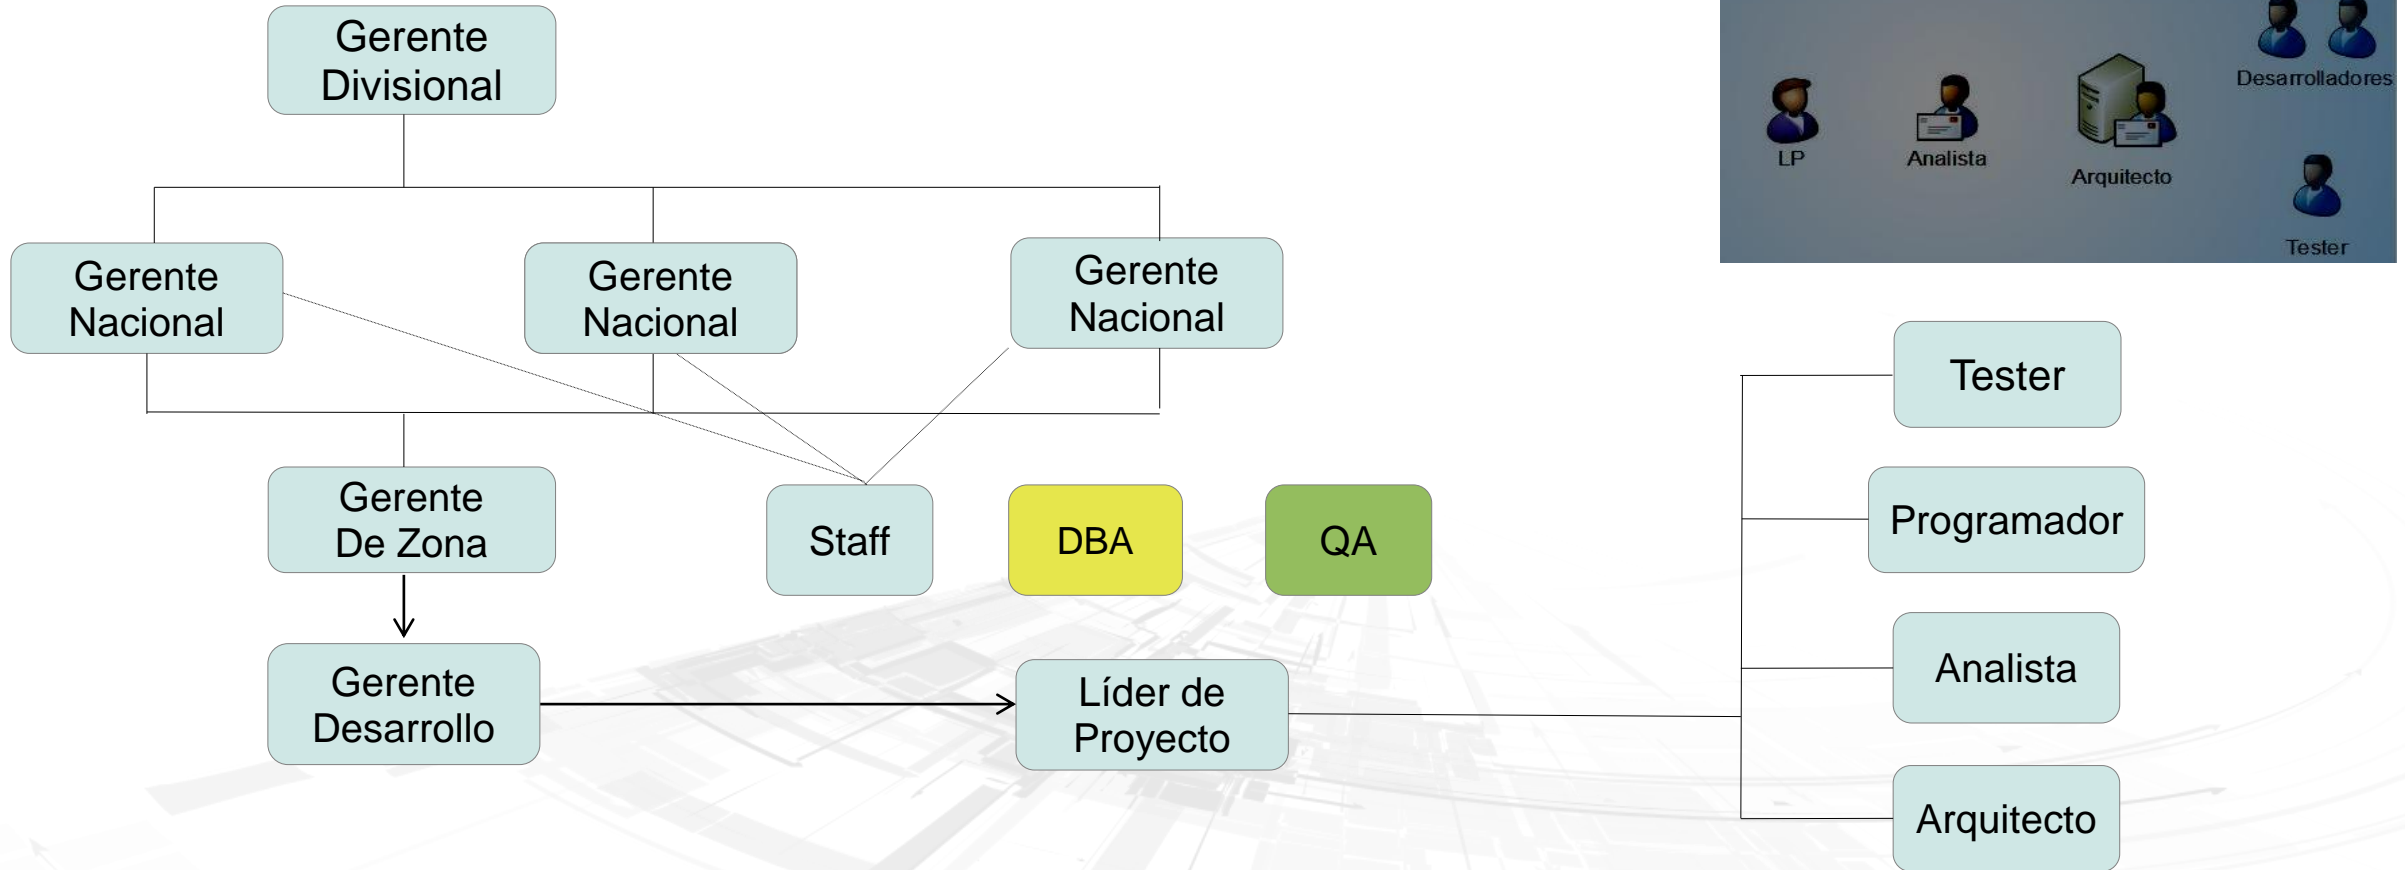 Gerente
Divisional
Desarrolladores
LP
Analista
Arquitecto
Tester
Gerente
Nacional
Gerente
Nacional
Gerente
Nacional
Tester
Gerente
De Zona
Staff
DBA
QA
Programador
Gerente
Desarrollo
Líder de
Proyecto
Analista
Arquitecto